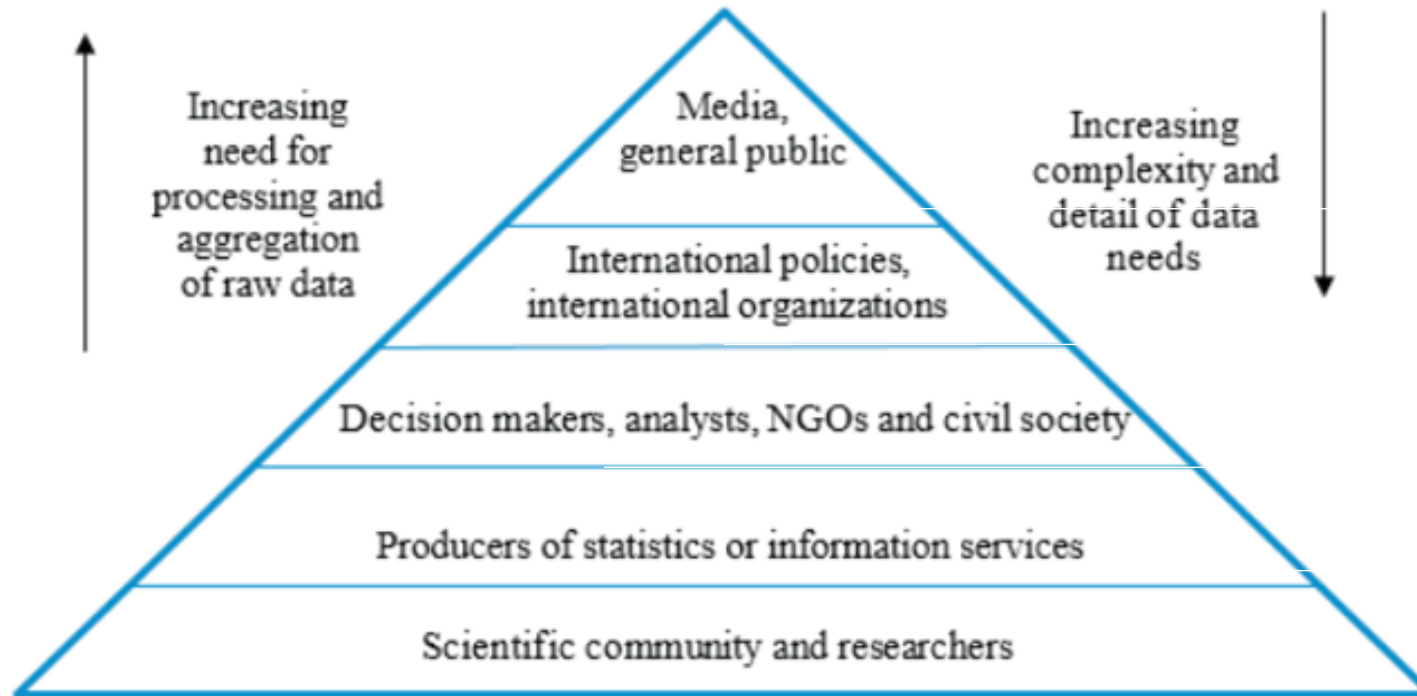 Increasing
need for
processing and
aggregation
of raw data
Media,
general public
Increasing
complexity and
detail of data
needs
International policies,
international organizations
Decision makers, analysts, NGOs and civil society
Producers of statistics or information services
Scientific community and researchers